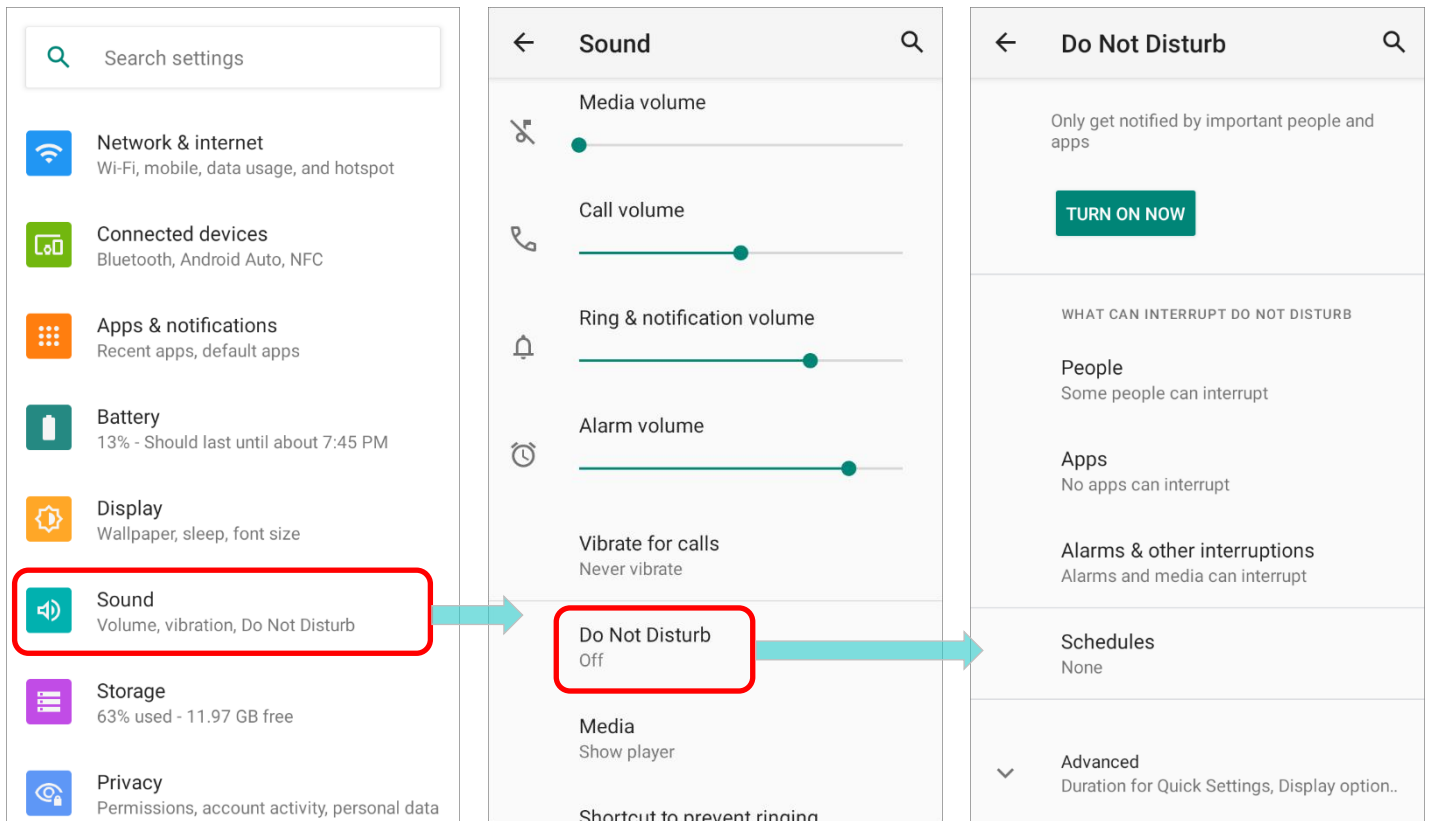 Search settings
Network & internet
Wi-Fi, mobile, data usage, and hotspot
Connected devices
Bluetooth, Android Auto, NFC
Apps & notifications
Recent apps, default apps
Battery
13% - Should last until about 7:45 PM
Display
Wallpaper, sleep, font size
Sound
Volume, vibration, Do Not Disturb
Storage
63% used - 11.97 GB free
Privacy
Permissions, account activity, personal data
Sound
Media volume
Call volume
Ring & notification volume
Alarm volume
Vibrate for calls
Never vibrate
Do Not Disturb
Off
Media
Show player
Shortcut to prevent ringing
Do Not Disturb
Only get notified by important people and
apps
TURN ON NOW
WHAT CAN INTERRUPT DO NOT DISTURB
People
Some people can interrupt
Apps
No apps can interrupt
Alarms & other interruptions
Alarms and media can interrupt
Schedules
None
Advanced
Duration for Quick Settings, Display option..